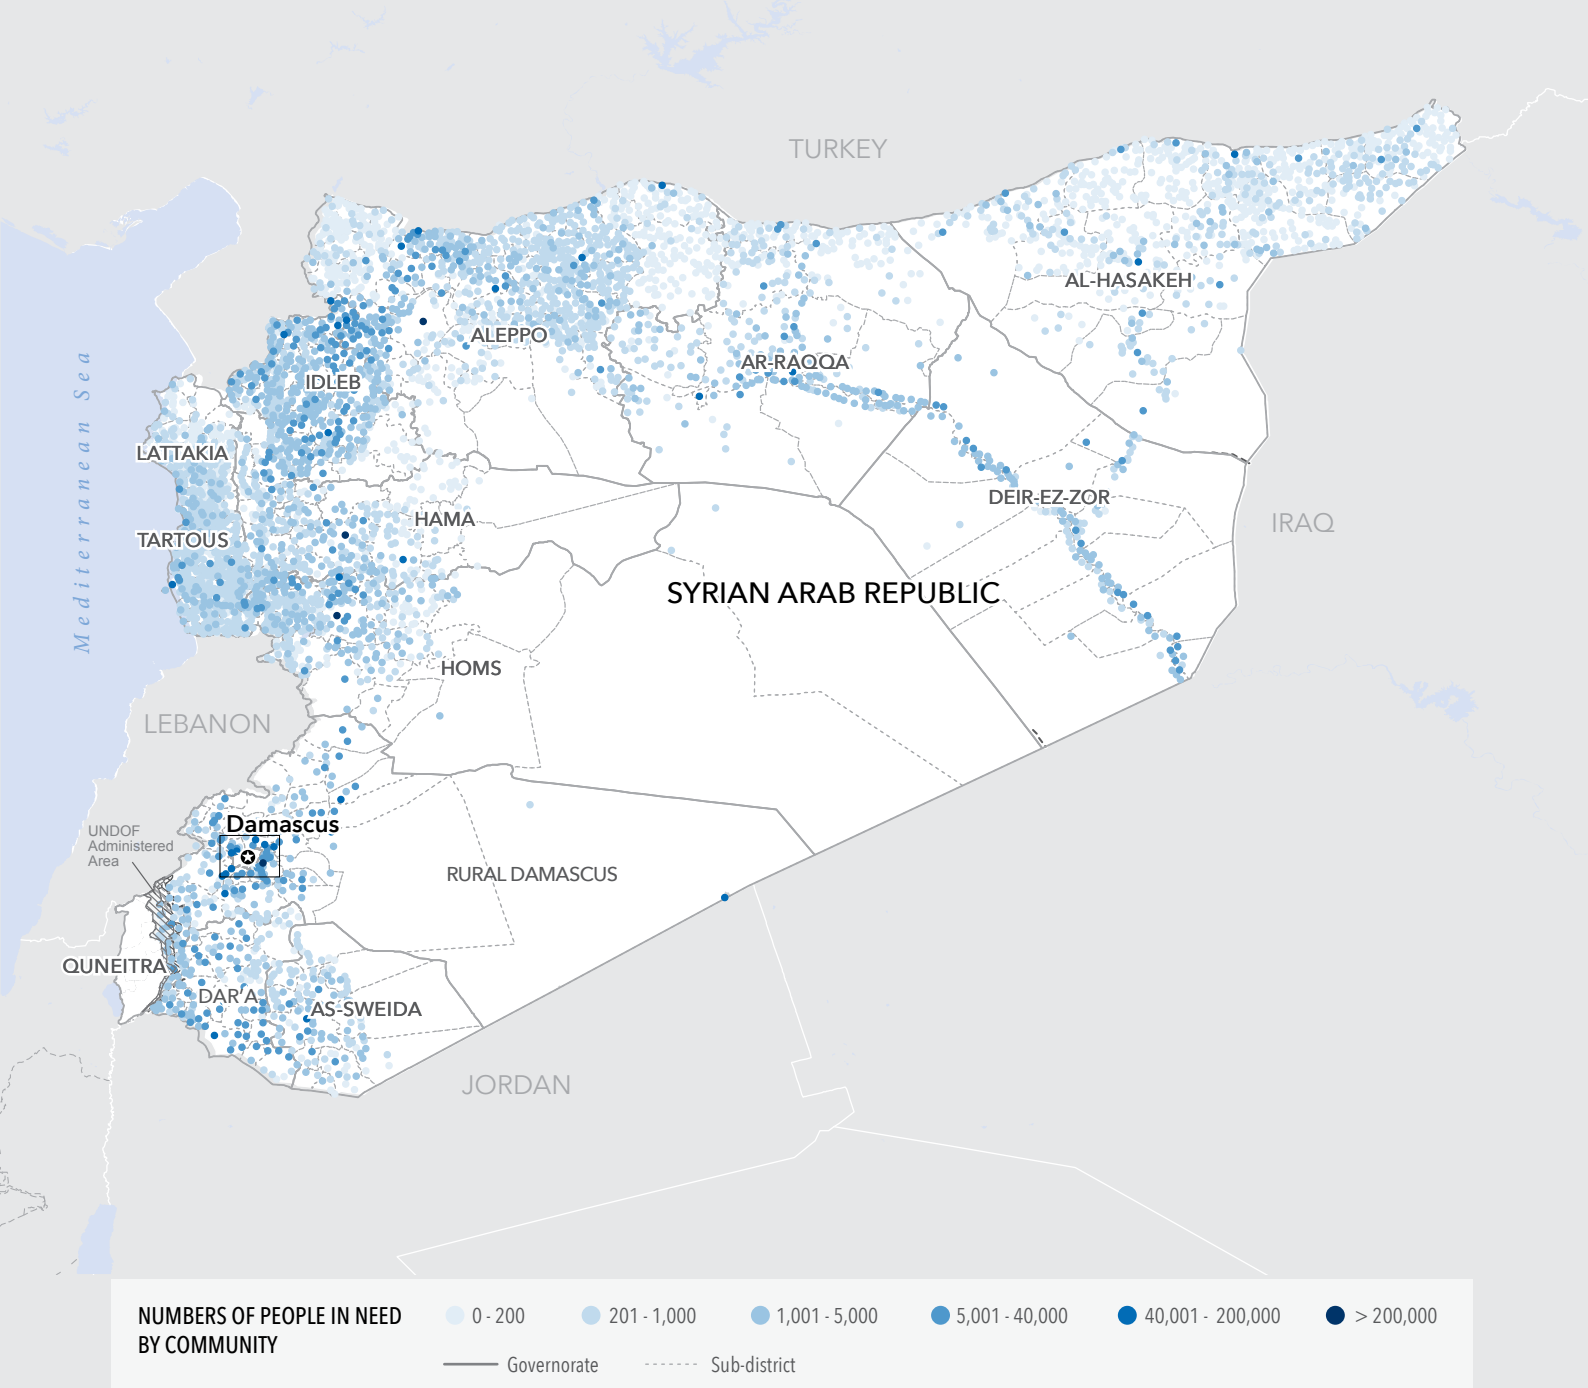 TURKEY
AL-HASAKEH
ALEPPO
AR-RAQQA
IDLEB
Mediterranean Sea
LATTAKIA
DEIR-EZ-ZOR
HAMA
IRAQ
TARTOUS
SYRIAN ARAB REPUBLIC
HOMS
LEBANON
Damascus
UNDOF
Administered
Area
RURAL DAMASCUS
QUNEITRA
DAR'A
AS-SWEIDA
JORDAN
NUMBERS OF PEOPLE IN NEED
BY COMMUNITY
0 - 200
201 - 1,000
1,001 - 5,000
5,001 - 40,000
40,001 - 200,000
> 200,000
Governorate
Sub-district